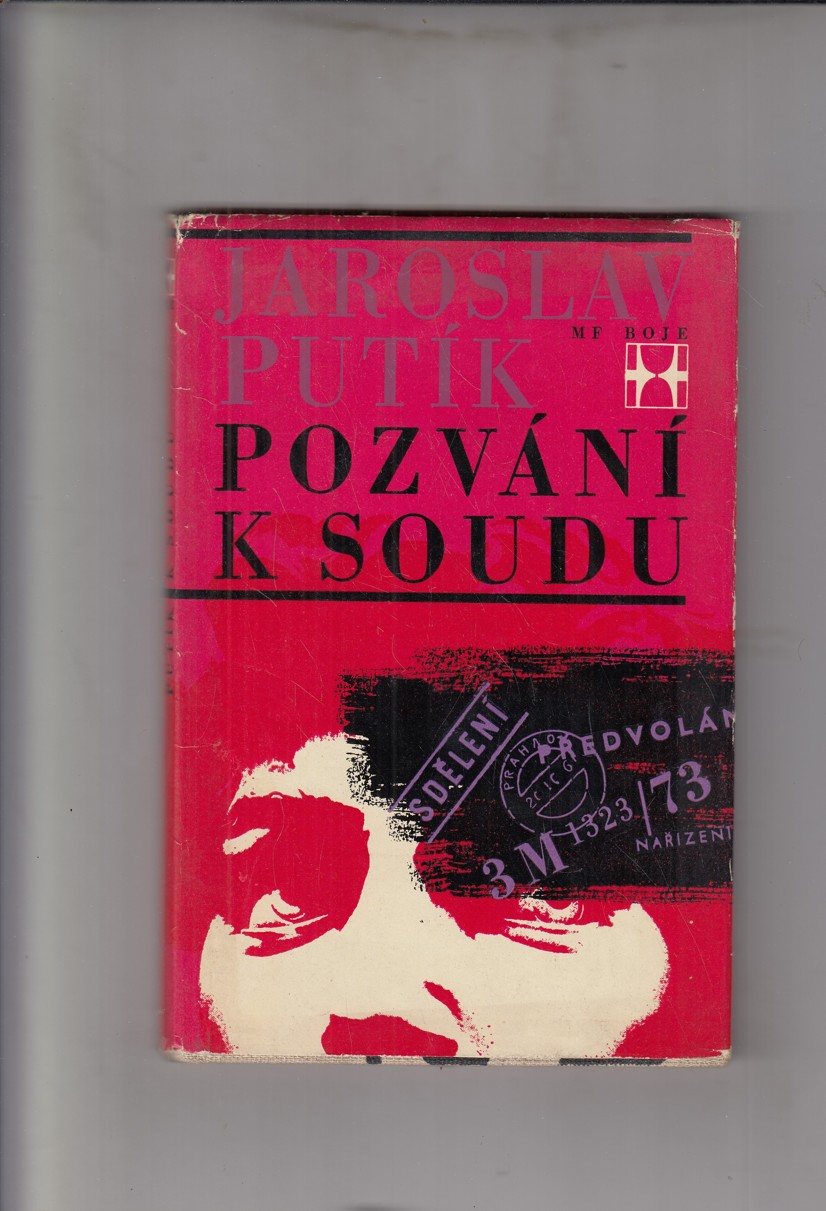 JAROSLAV
MF BOJE
PUTÍK
POZVÁNÍ
K SOUDU
SDĚLENÍ
PŘEDVOLÁN
PRAHA
3 M 1323/73
NAŘÍZENÍ